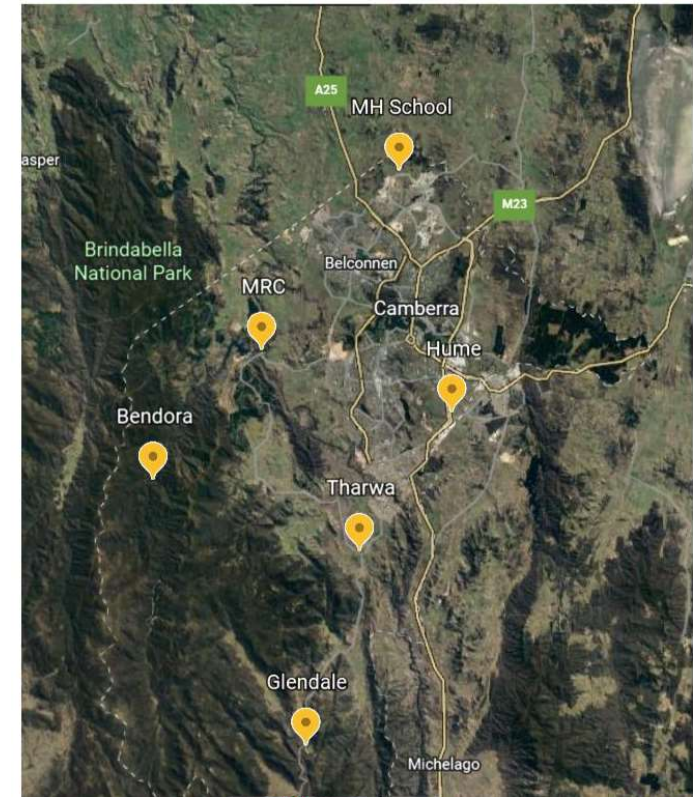 A25
MH School
asper
M23
Brindabella
National Park
Belconnen
MRC
Camberra
Hume
Bendora
Tharwa
Glendale
Michelago